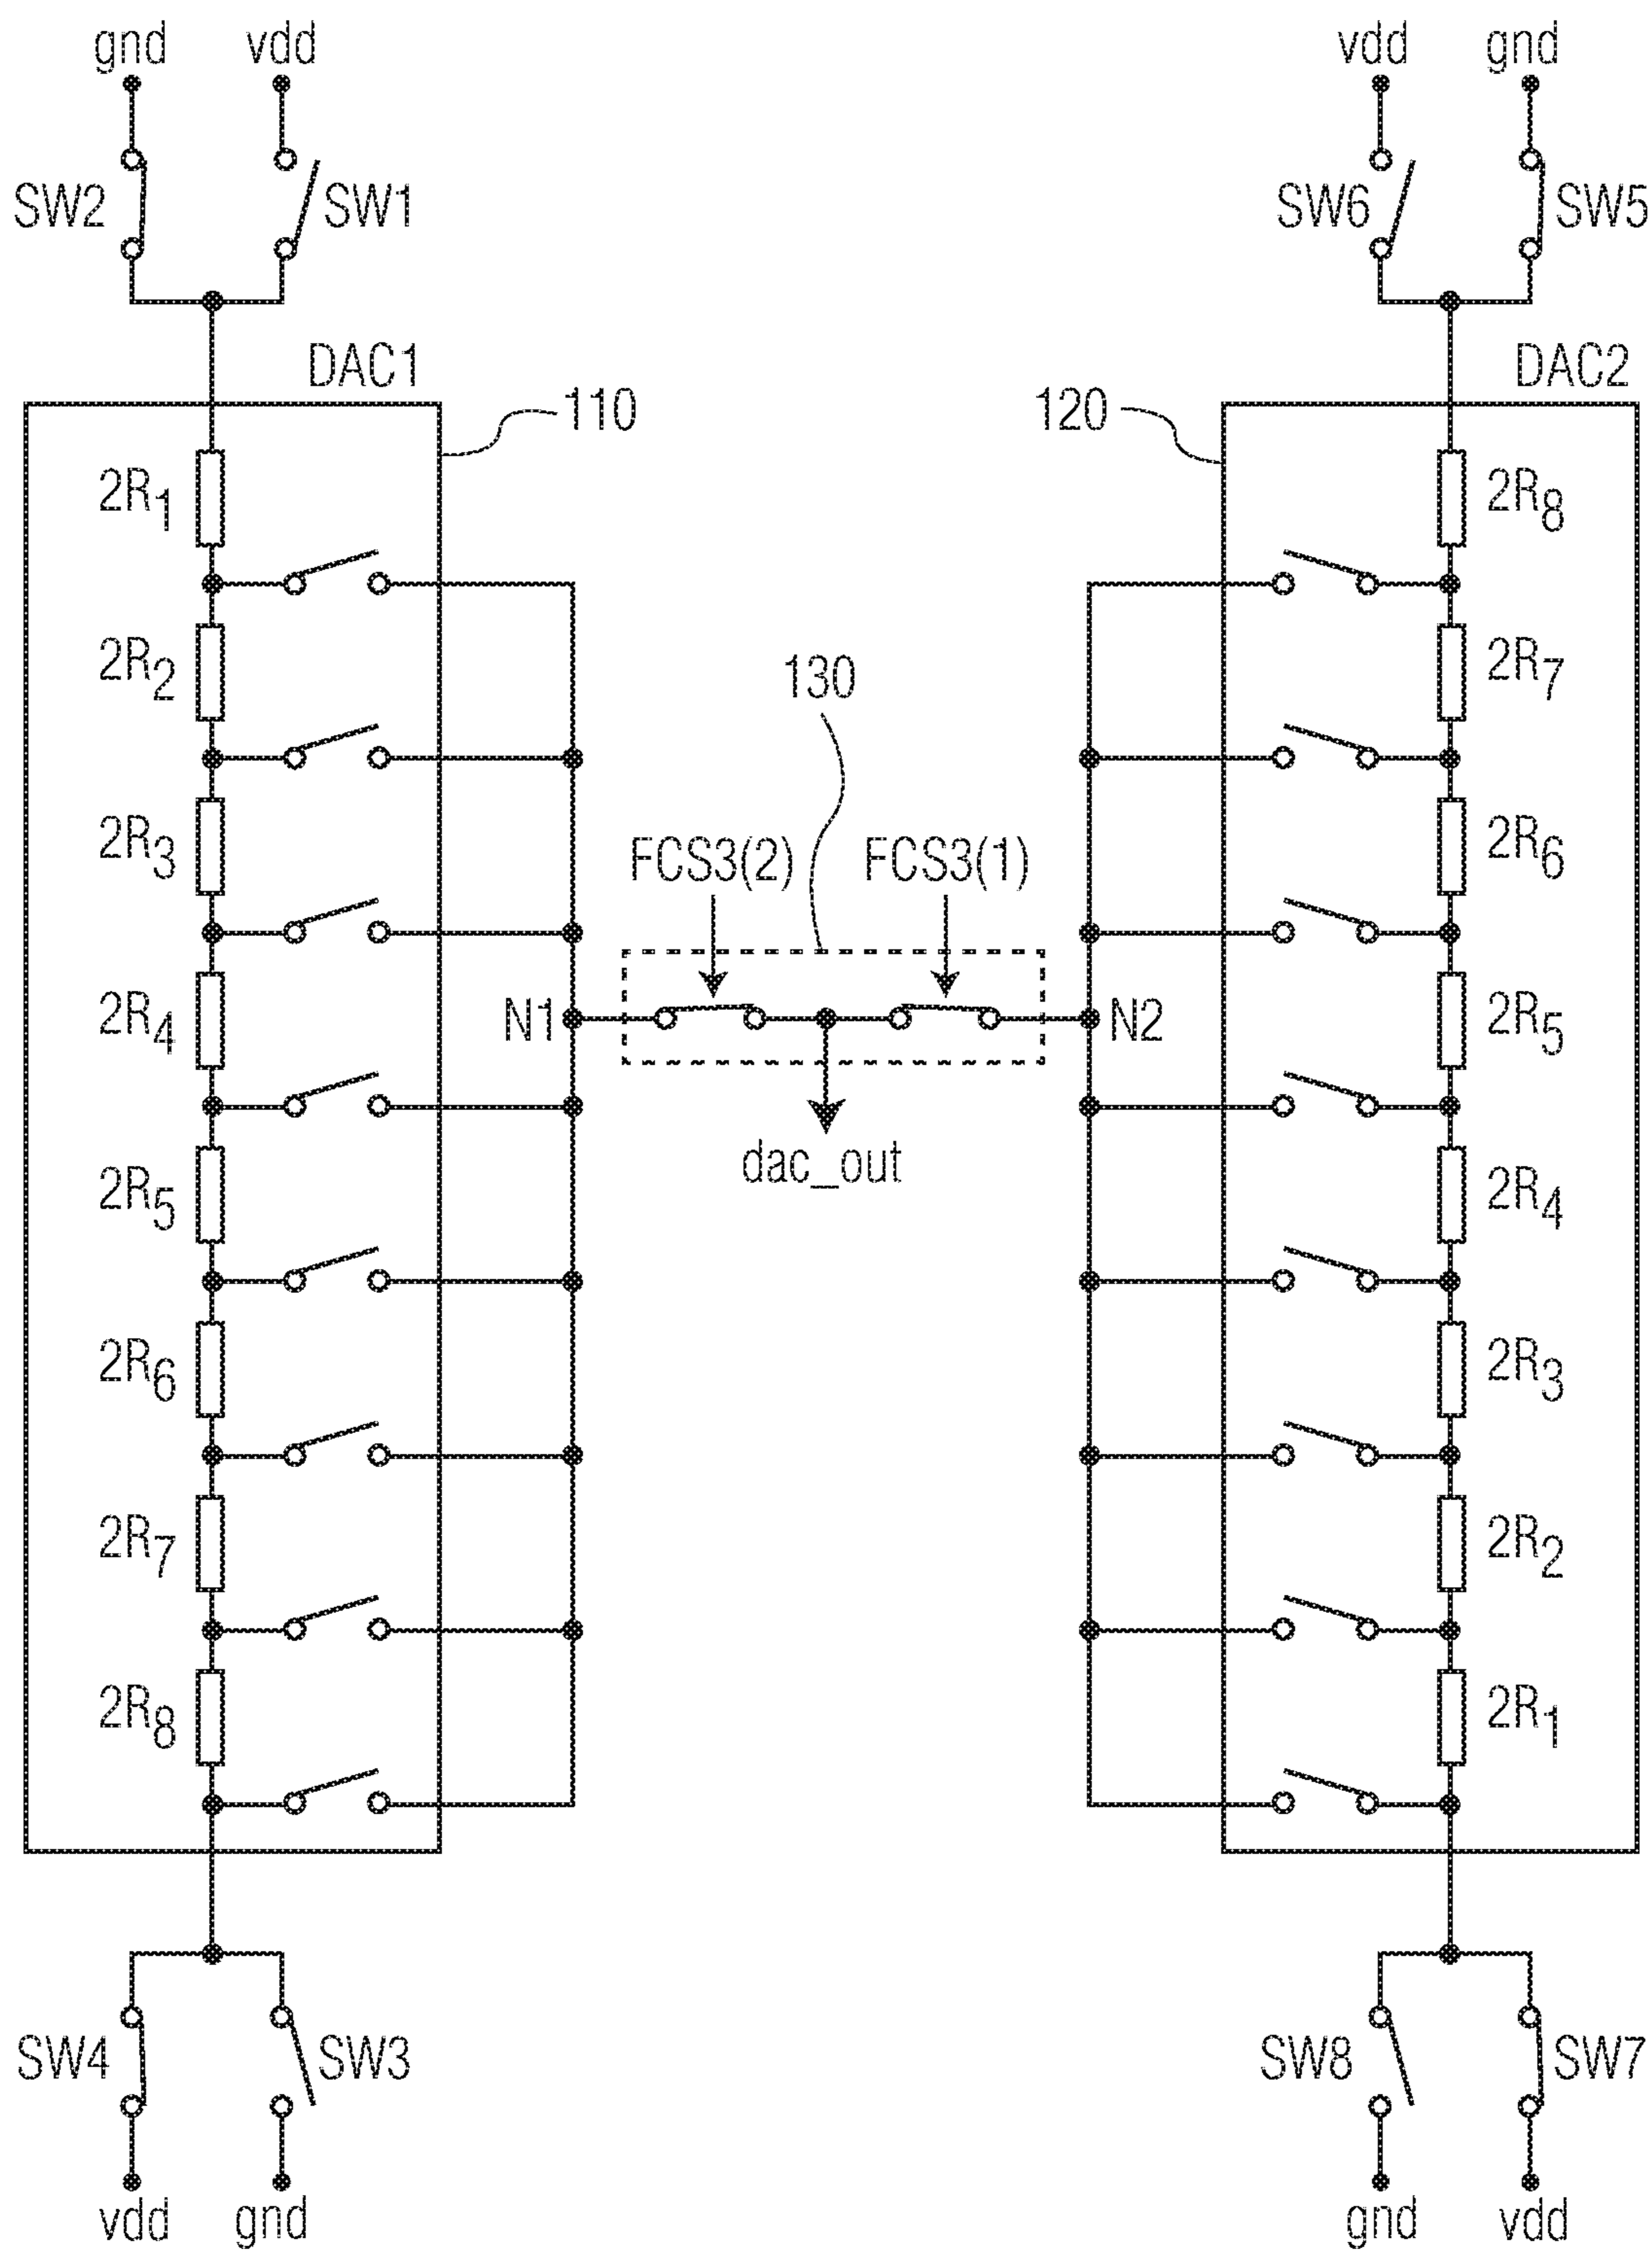 gnd vdd vdd gnd
SW2 SW1 SW6 SW5
DAC1 DAC2
110 120
2R1 2R8
2R2 2R7
130
2R3 FCS3(2) FCS3(1) 2R6
2R4 N1 N2 2R5
dac_out
2R5 2R4
2R6 2R3
2R7 2R2
2R8 2R1
SW4 SW3 SW8 SW7
vdd gnd gnd vdd